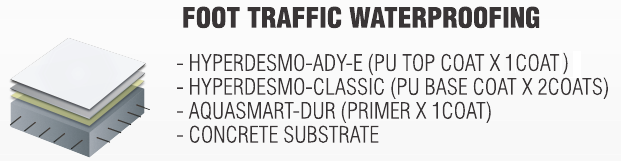 FOOT TRAFFIC WATERPROOFING
- HYPERDESMO-ADY-E (PU TOP COAT X 1COAT )
- HYPERDESMO-CLASSIC (PU BASE COAT X 2COATS)
- AQUASMART-DUR (PRIMER X 1COAT)
- CONCRETE SUBSTRATE